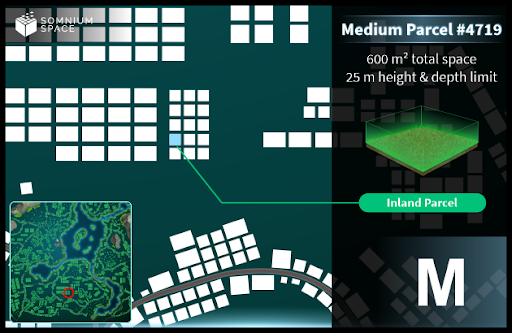 SOMNIUM
SPACE
Medium Parcel #4719
600 m² total space
25 m height & depth limit
Inland Parcel
M